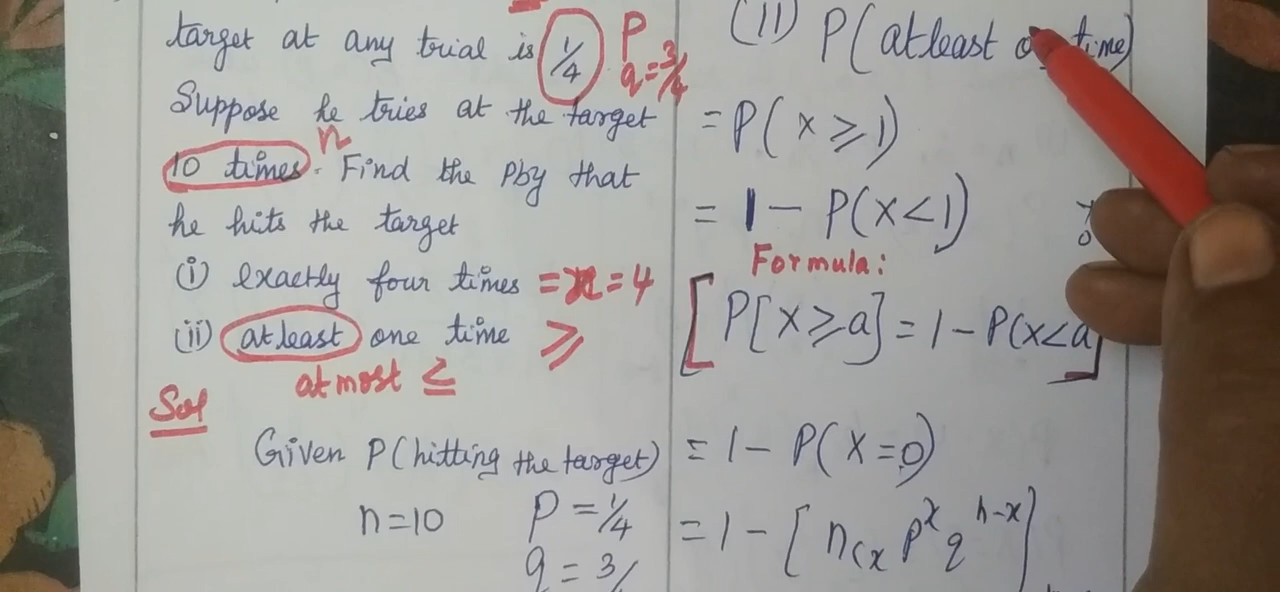 target at any trial is 1/4 P
q = 3/4
Suppose he tries at the target
n
10 times. Find the Pby that
he hits the target
(i) exactly four times = x = 4
(ii) atleast one time ≥
atmost ≤
Sol
Given P(hitting the target)
n = 10 P = 1/4
q = 3/
(ii) P(atleast time)
= P(x ≥ 1)
= 1 - P(x < 1)
Formula:
[P[x ≥ a] = 1 - P(x < a]
= 1 - P(x = 0)
= 1 - [ncx p^x q^n-x]